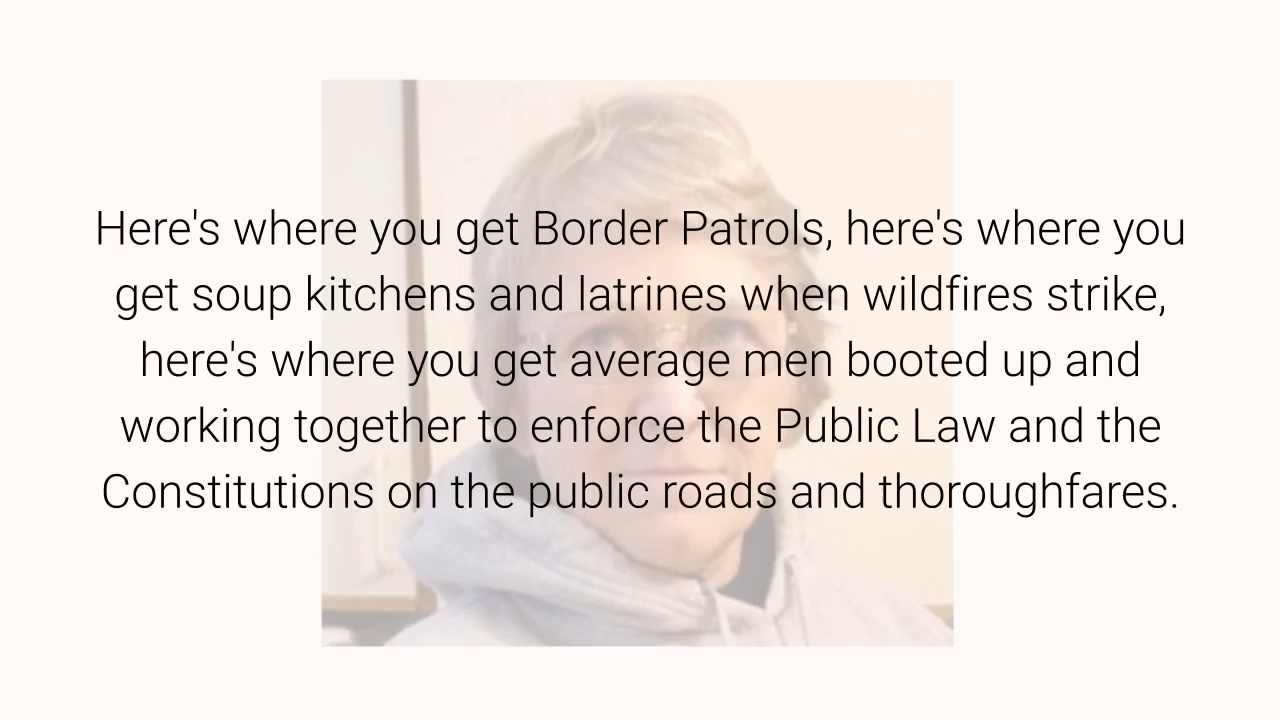 Here's where you get Border Patrols, here's where you
get soup kitchens and latrines when wildfires strike,
here's where you get average men booted up and
working together to enforce the Public Law and the
Constitutions on the public roads and thoroughfares.